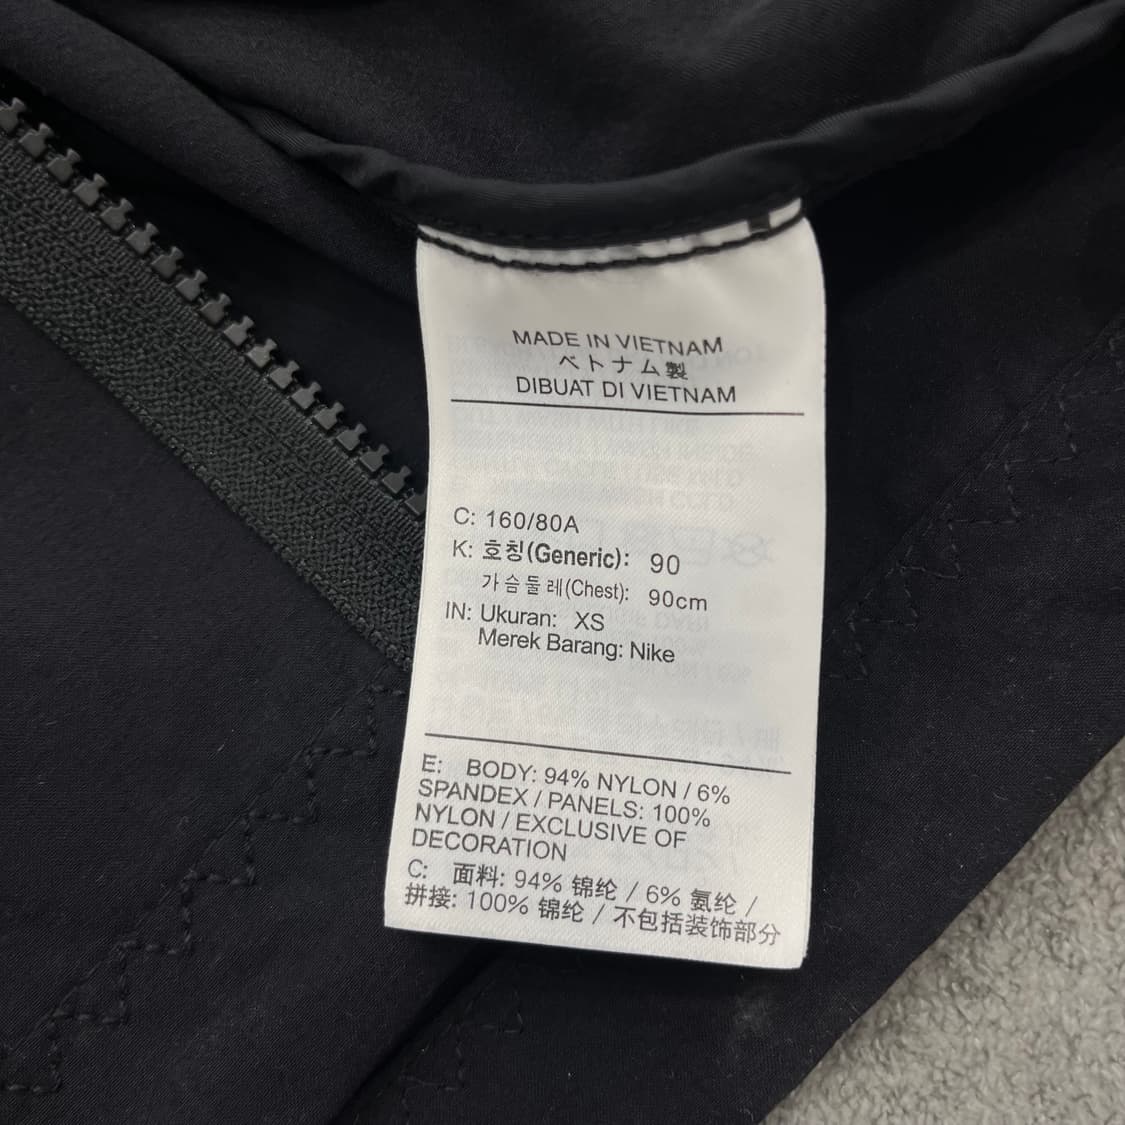 MADE IN VIETNAM
ベトナム製
DIBUAT DI VIETNAM
C: 160/80A
K: 호칭(Generic): 90
가슴둘레(Chest): 90cm
IN: Ukuran: XS
Merek Barang: Nike
E: BODY: 94% NYLON / 6%
SPANDEX / PANELS: 100%
NYLON / EXCLUSIVE OF
DECORATION
C: 面料: 94% 锦纶 / 6% 氨纶 /
拼接: 100% 锦纶 / 不包括装饰部分